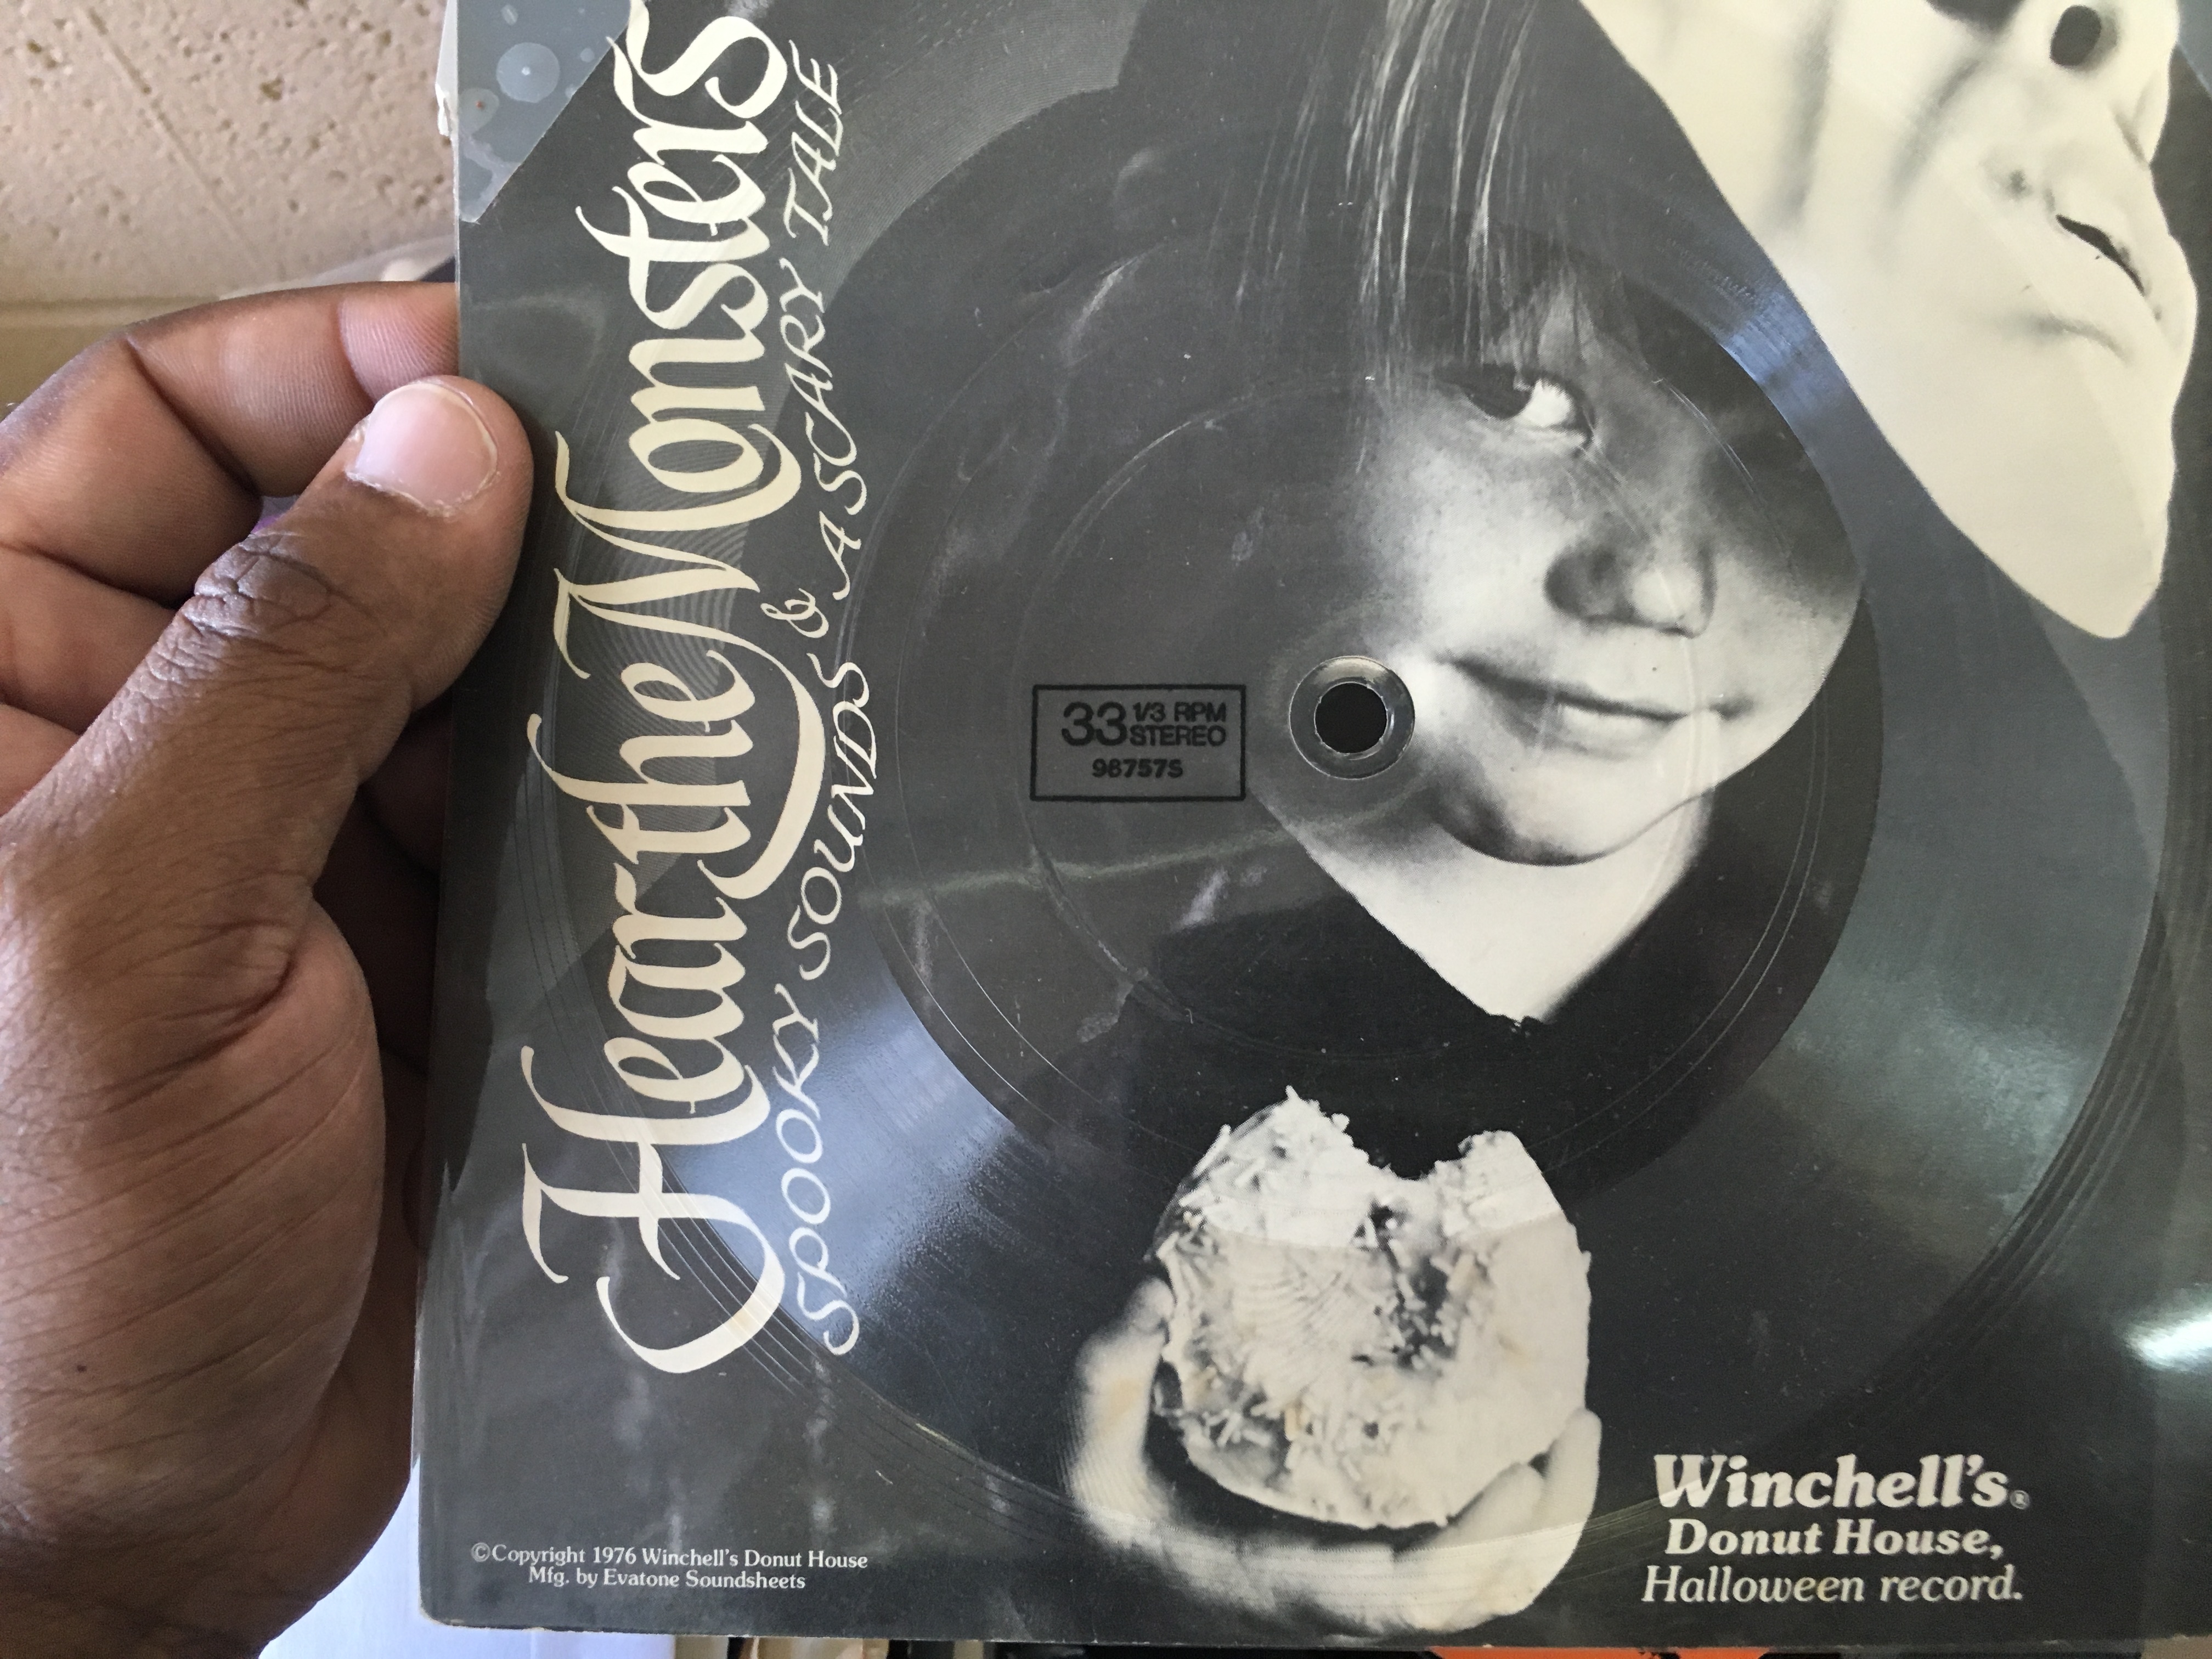 Hear the Monsters
SPOOKY SOUNDS & A SCARY TALE
33 1/3 RPM
STEREO
98757S
Winchell's®
Donut House,
Halloween record.
©Copyright 1976 Winchell's Donut House
Mfg. by Evatone Soundsheets